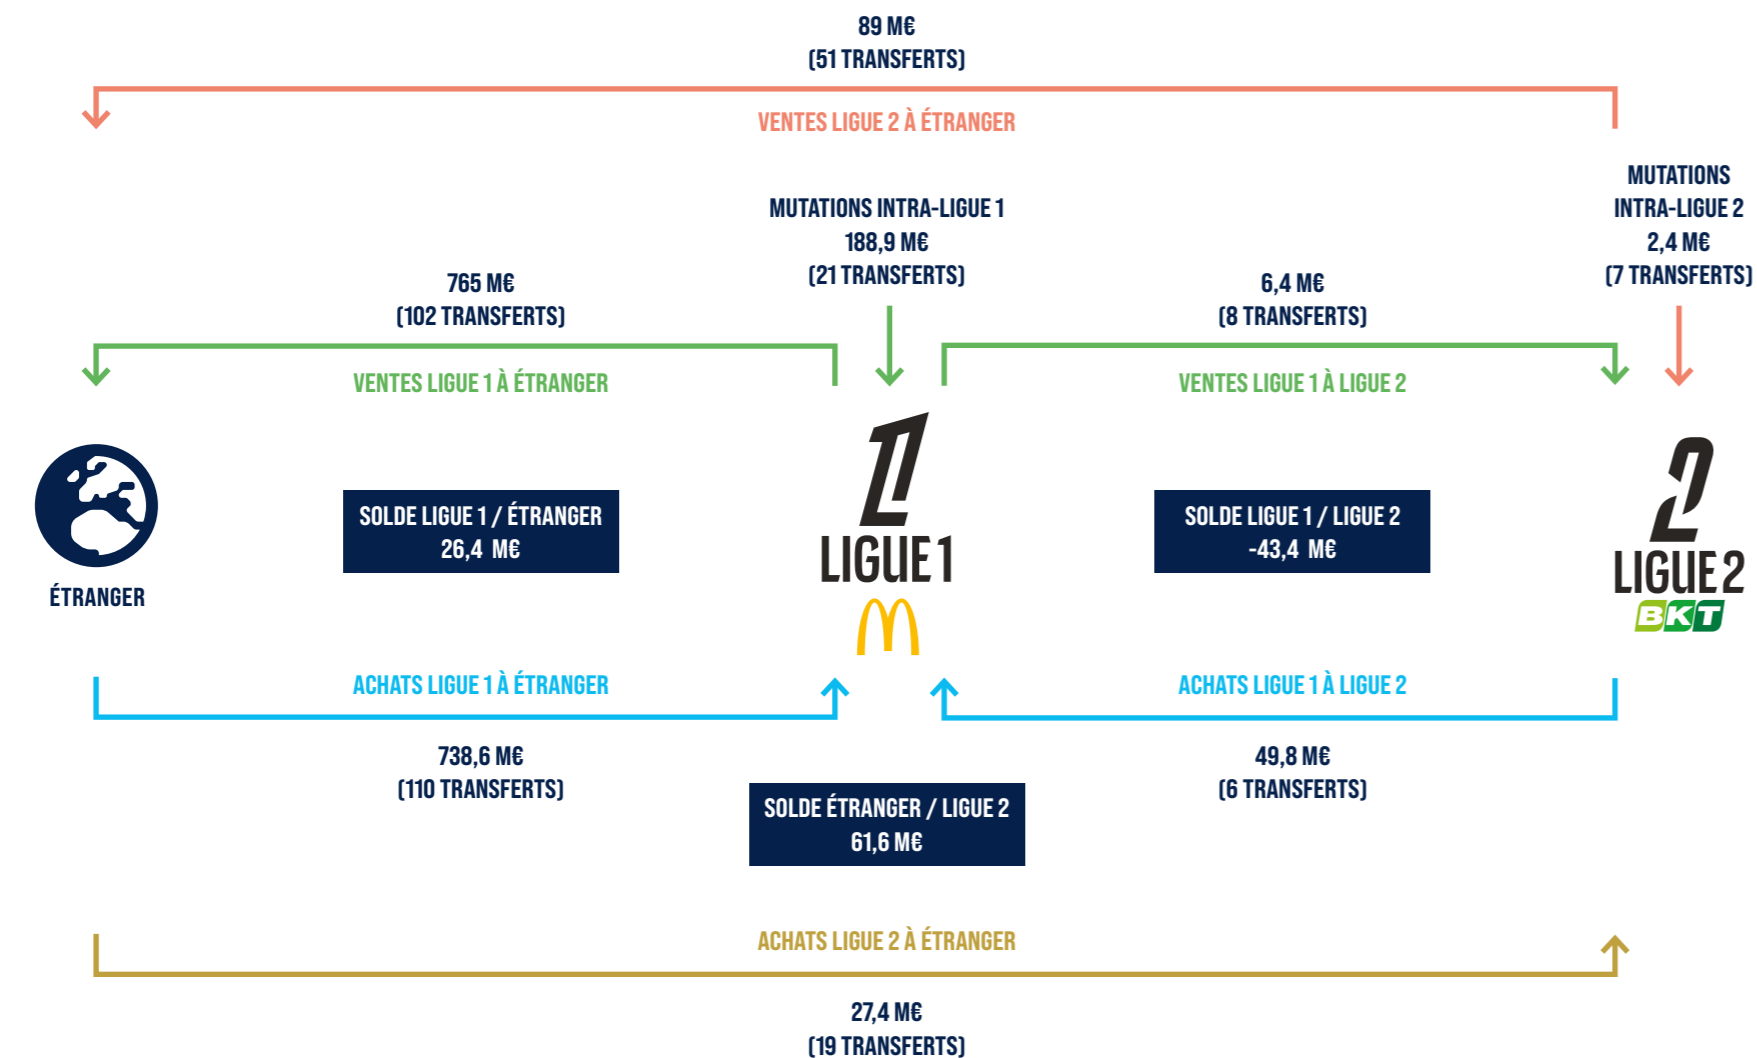 89 M€
(51 TRANSFERTS)
VENTES LIGUE 2 À ÉTRANGER
MUTATIONS
INTRA-LIGUE 2
2,4 M€
(7 TRANSFERTS)
MUTATIONS INTRA-LIGUE 1
188,9 M€
(21 TRANSFERTS)
765 M€
(102 TRANSFERTS)
6,4 M€
(8 TRANSFERTS)
VENTES LIGUE 1 À ÉTRANGER
VENTES LIGUE 1 À LIGUE 2
SOLDE LIGUE 1 / ÉTRANGER
26,4 M€
LIGUE 1
SOLDE LIGUE 1 / LIGUE 2
-43,4 M€
2
LIGUE 2
BKT
ÉTRANGER
ACHATS LIGUE 1 À ÉTRANGER
ACHATS LIGUE 1 À LIGUE 2
738,6 M€
(110 TRANSFERTS)
49,8 M€
(6 TRANSFERTS)
SOLDE ÉTRANGER / LIGUE 2
61,6 M€
ACHATS LIGUE 2 À ÉTRANGER
27,4 M€
(19 TRANSFERTS)